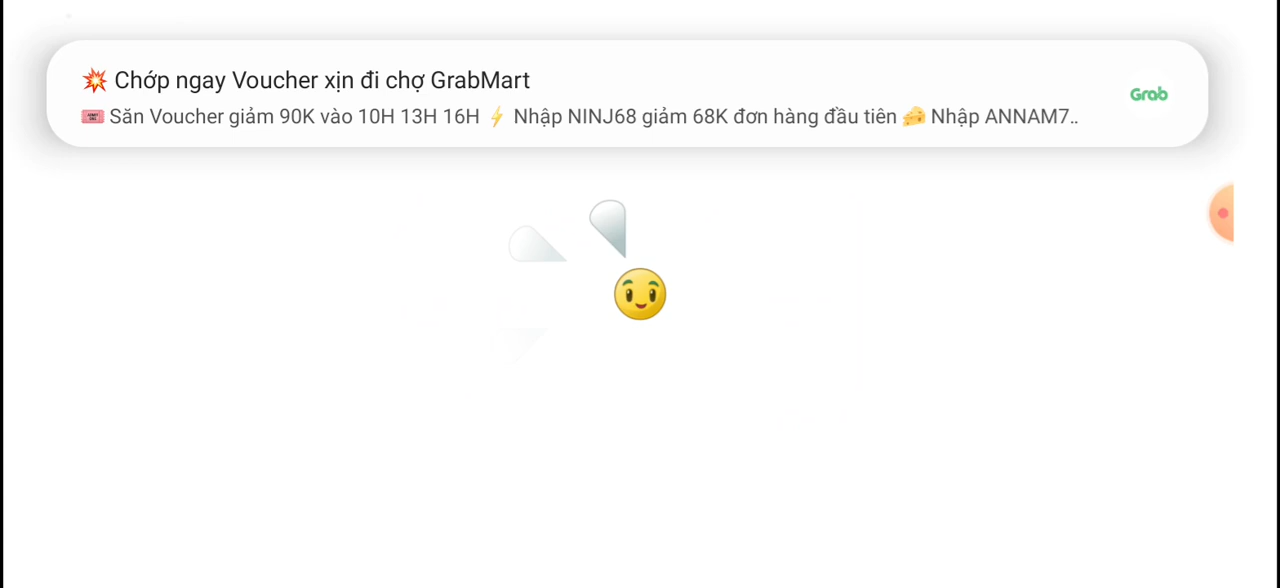 💥 Chớp ngay Voucher xịn đi chợ GrabMart
🎟️ Săn Voucher giảm 90K vào 10H 13H 16H ⚡ Nhập NINJ68 giảm 68K đơn hàng đầu tiên 🧀 Nhập ANNAM7..
Grab